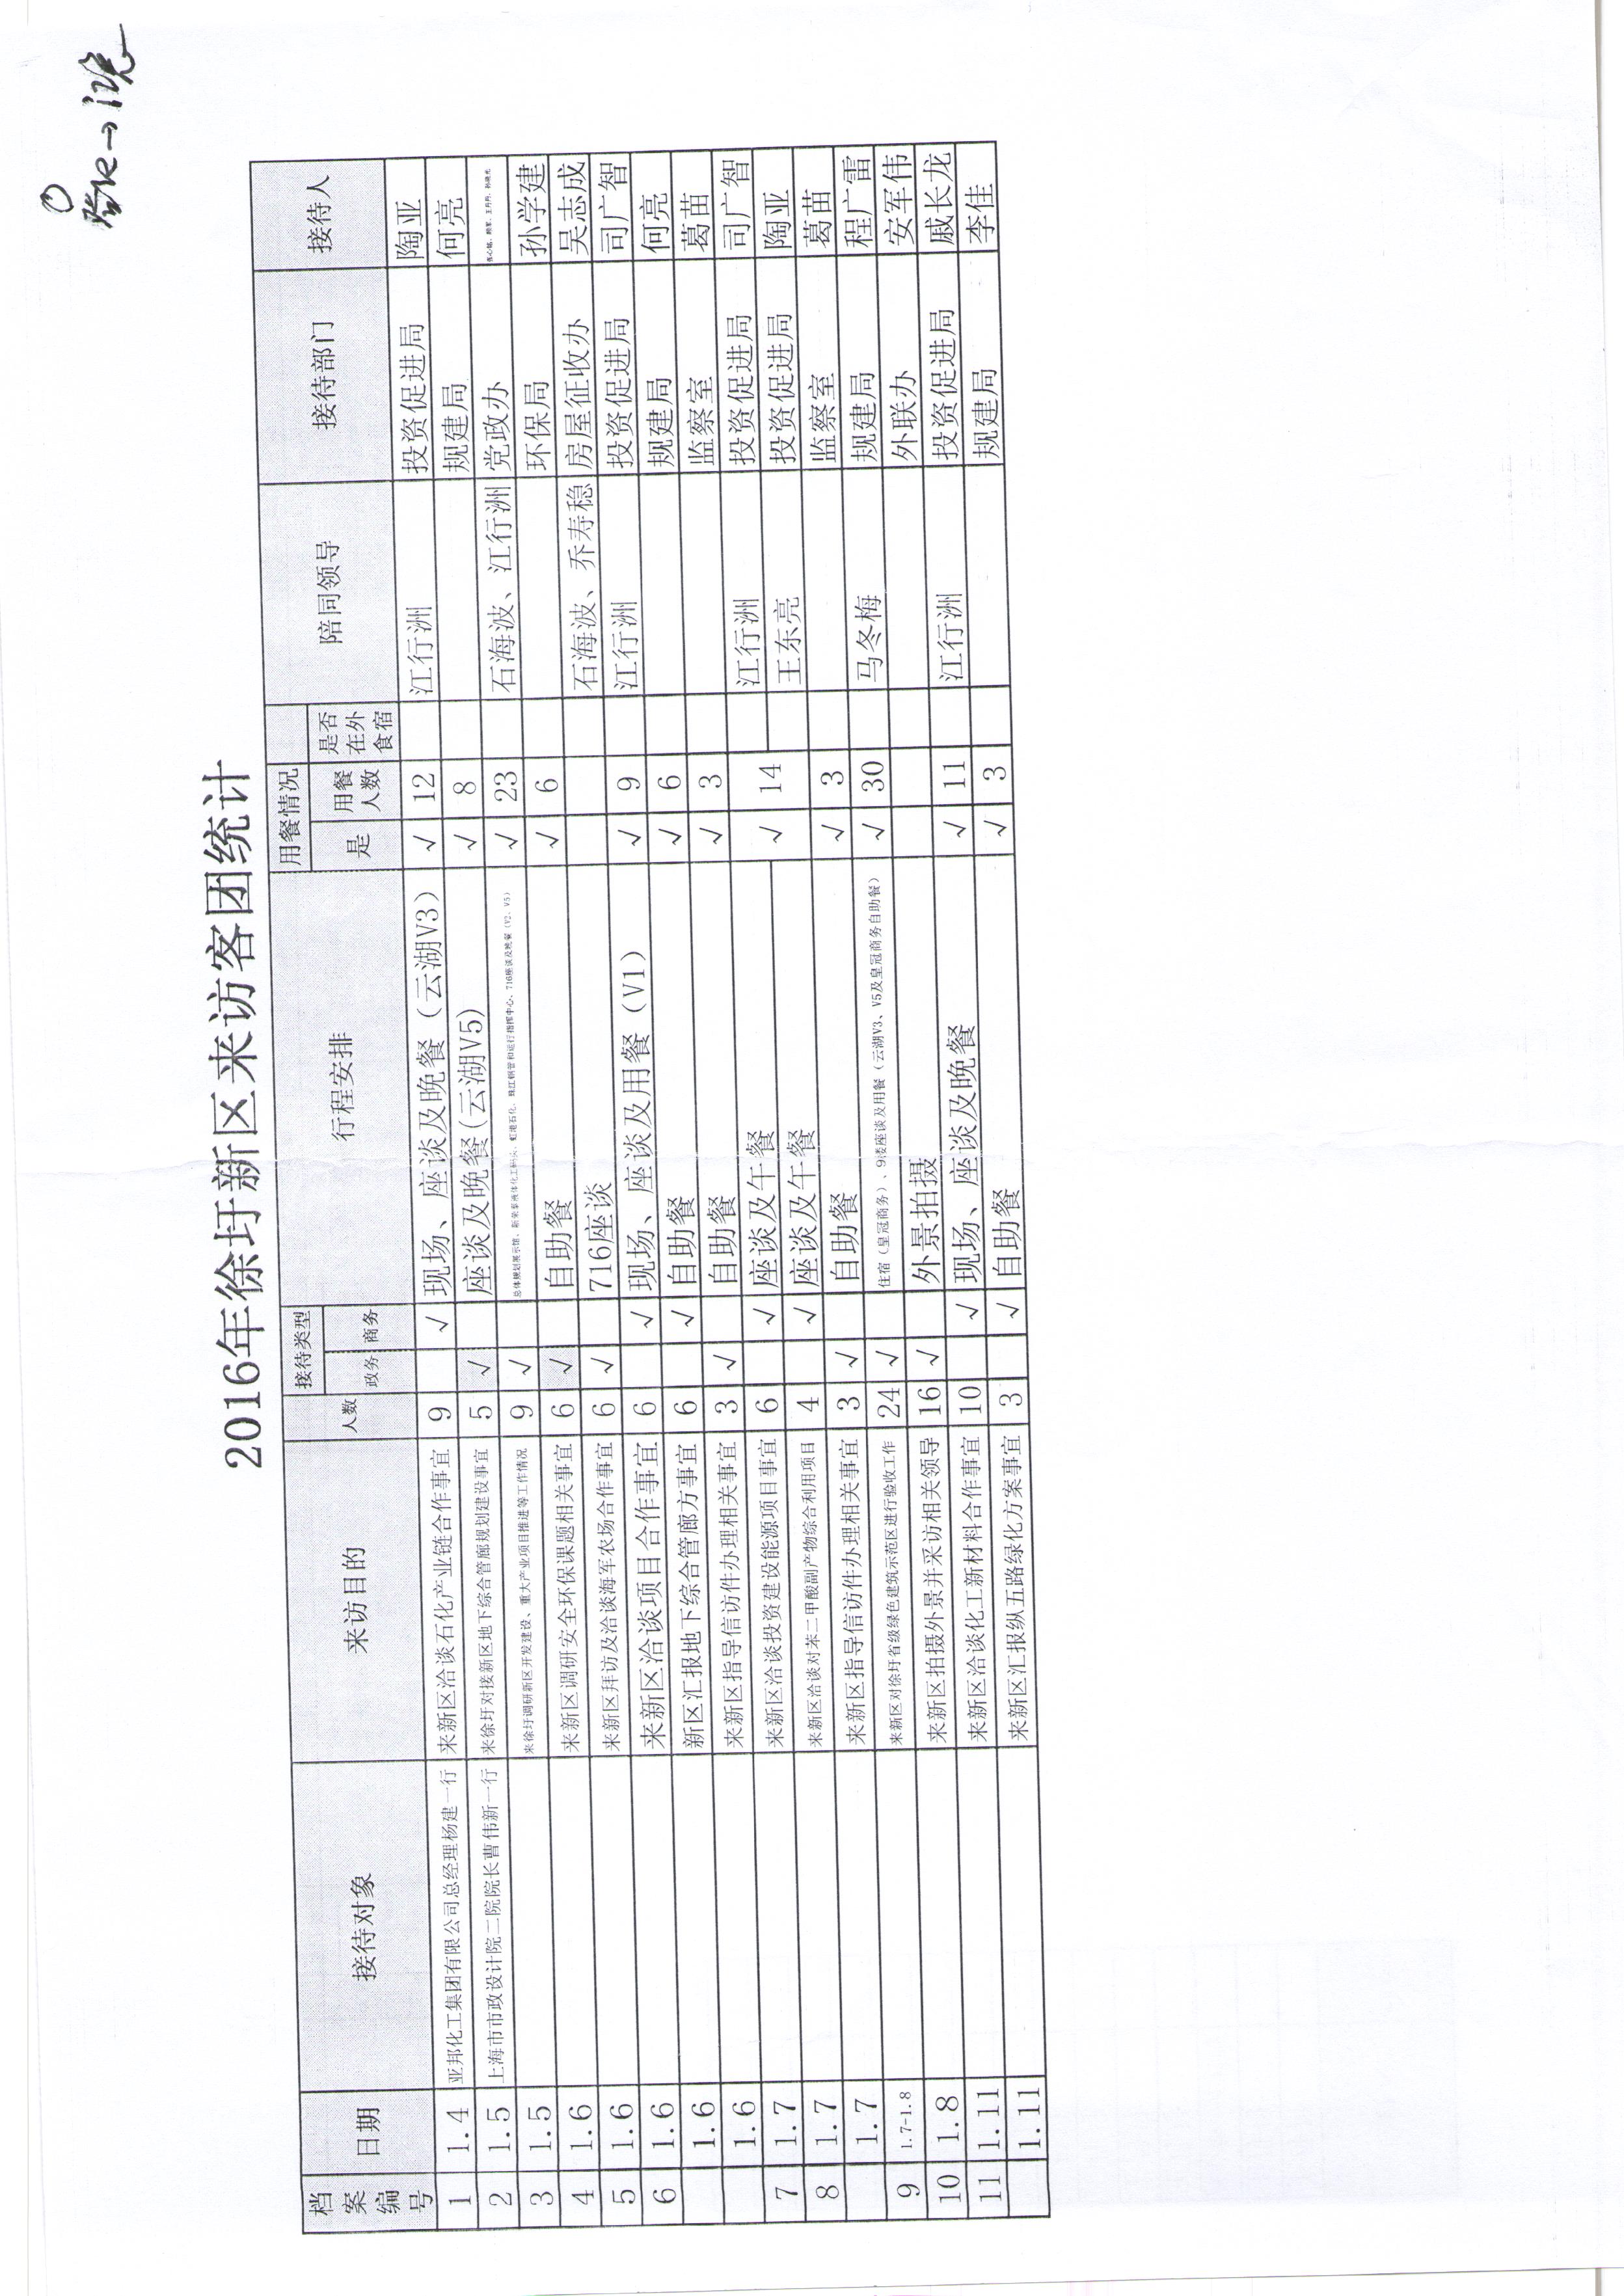 2016年徐圩新区来访客团统计
档案编号 日期 接待对象 来访目的 人数 接待类型 行程安排 用餐情况 陪同领导 接待部门 接待人
政务 商务 是 用餐人数 是否在外食宿
1 1.4 亚邦化工集团有限公司总经理杨建一行 来新区洽谈石化产业链合作事宜 9 √ 现场、座谈及晚餐（云湖V3） √ 12 江行洲 投资促进局 陶亚
2 1.5 上海市市政设计院二院院长曹伟新一行 来徐圩对接新区地下综合管廊规划建设事宜 5 √ 座谈及晚餐(云湖V5) √ 8 规建局 何亮
3 1.5 来徐圩调研新区开发建设、重大产业项目推进等工作情况 9 √ 总体规划展示馆、新荣泰液体化工码头、虹港石化、珠江钢管和运行指挥中心、716座谈及晚餐（V2、V5） √ 23 石海波、江行洲 党政办
4 1.6 来新区调研安全环保课题相关事宜 6 √ 自助餐 √ 6 环保局 孙学建
5 1.6 来新区拜访及洽谈海军农场合作事宜 6 √ 716座谈 石海波、乔寿稳 房屋征收办 吴志成
6 1.6 来新区洽谈项目合作事宜 6 √ 现场、座谈及用餐（V1） √ 9 江行洲 投资促进局 司广智
1.6 新区汇报地下综合管廊方事宜 6 √ 自助餐 √ 6 规建局 何亮
1.6 来新区指导信访件办理相关事宜 3 √ 自助餐 √ 3 监察室 葛苗
7 1.7 来新区洽谈投资建设能源项目事宜 6 √ 座谈及午餐 √ 14 江行洲 投资促进局 司广智
8 1.7 来新区洽谈对苯二甲酸副产物综合利用项目 4 √ 座谈及午餐 王东亮 投资促进局 陶亚
1.7 来新区指导信访件办理相关事宜 3 √ 自助餐 √ 3 监察室 葛苗
9 1.7-1.8 来新区对徐圩省级绿色建筑示范区进行验收工作 24 √ 住宿（皇冠商务）、9楼座谈及用餐（云湖V3、V5及皇冠商务自助餐） √ 30 马冬梅 规建局 程广雷
10 1.8 来新区拍摄外景并采访相关领导 16 √ 外景拍摄 外联办 安军伟
11 1.11 来新区洽谈化工新材料合作事宜 10 √ 现场、座谈及晚餐 √ 11 江行洲 投资促进局 戚长龙
1.11 来新区汇报纵五路绿化方案事宜 3 √ 自助餐 √ 3 规建局 李佳